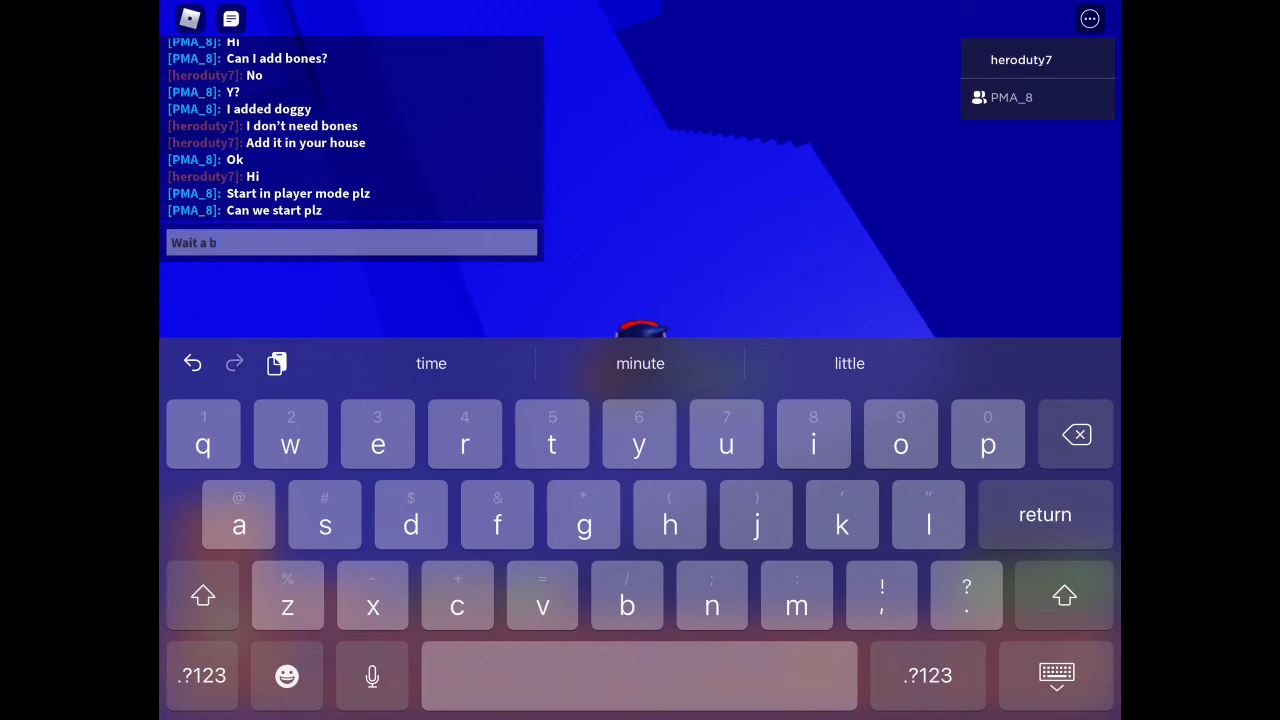 [PMA_8]: Hi
[PMA_8]: Can I add bones?
[heroduty7]: No
[PMA_8]: Y?
[PMA_8]: I added doggy
[heroduty7]: I don’t need bones
[heroduty7]: Add it in your house
[PMA_8]: Ok
[heroduty7]: Hi
[PMA_8]: Start in player mode plz
[PMA_8]: Can we start plz
Wait a b
heroduty7
PMA_8
time minute little
1 2 3 4 5 6 7 8 9 0
q w e r t y u i o p
@ # $ & * ( ) ' "
a s d f g h j k l return
% - + = / ; : ! ?
z x c v b n m , .
.?123 .?123